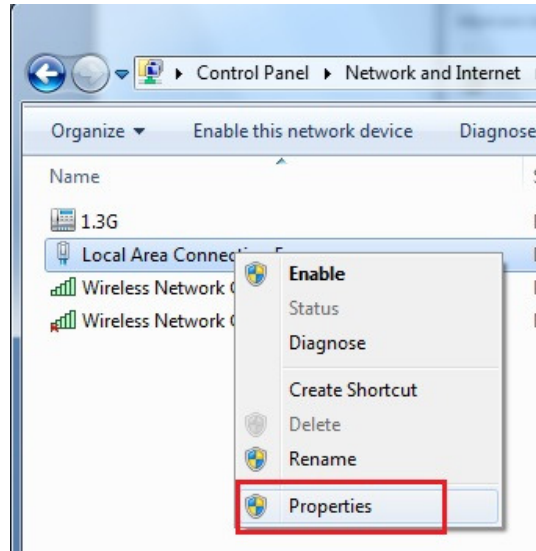 Control Panel Network and Internet
Organize Enable this network device Diagnose
Name
1.3G
Local Area Connection 5
Wireless Network
Wireless Network
Enable
Status
Diagnose
Create Shortcut
Delete
Rename
Properties